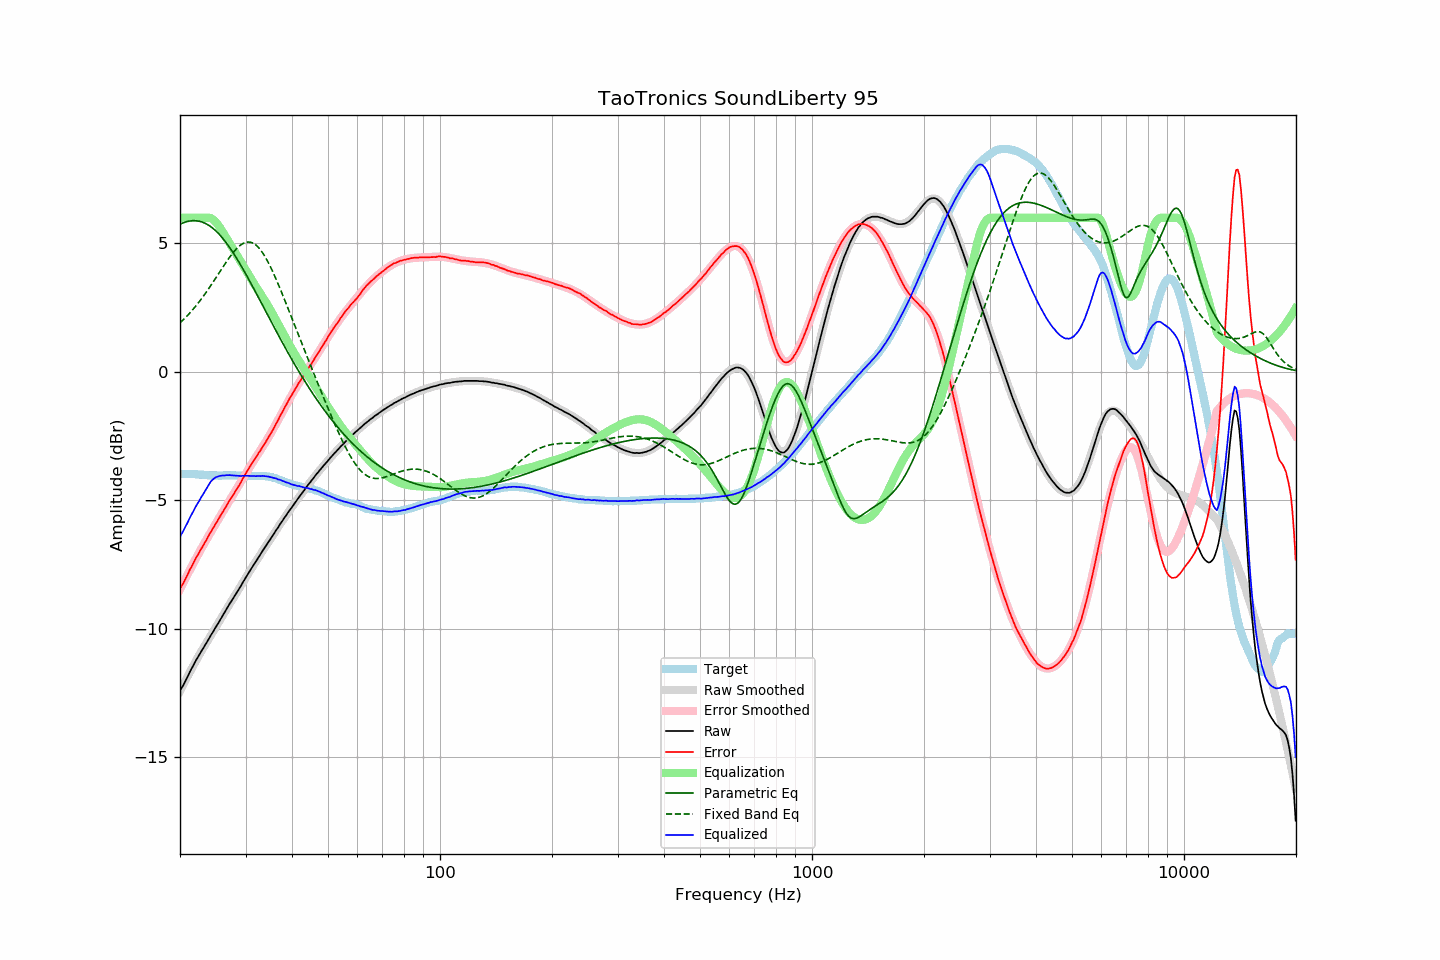 TaoTronics SoundLiberty 95
Amplitude (dBr)
5
0
−5
−10
−15
100
1000
10000
Frequency (Hz)
Target
Raw Smoothed
Error Smoothed
Raw
Error
Equalization
Parametric Eq
Fixed Band Eq
Equalized